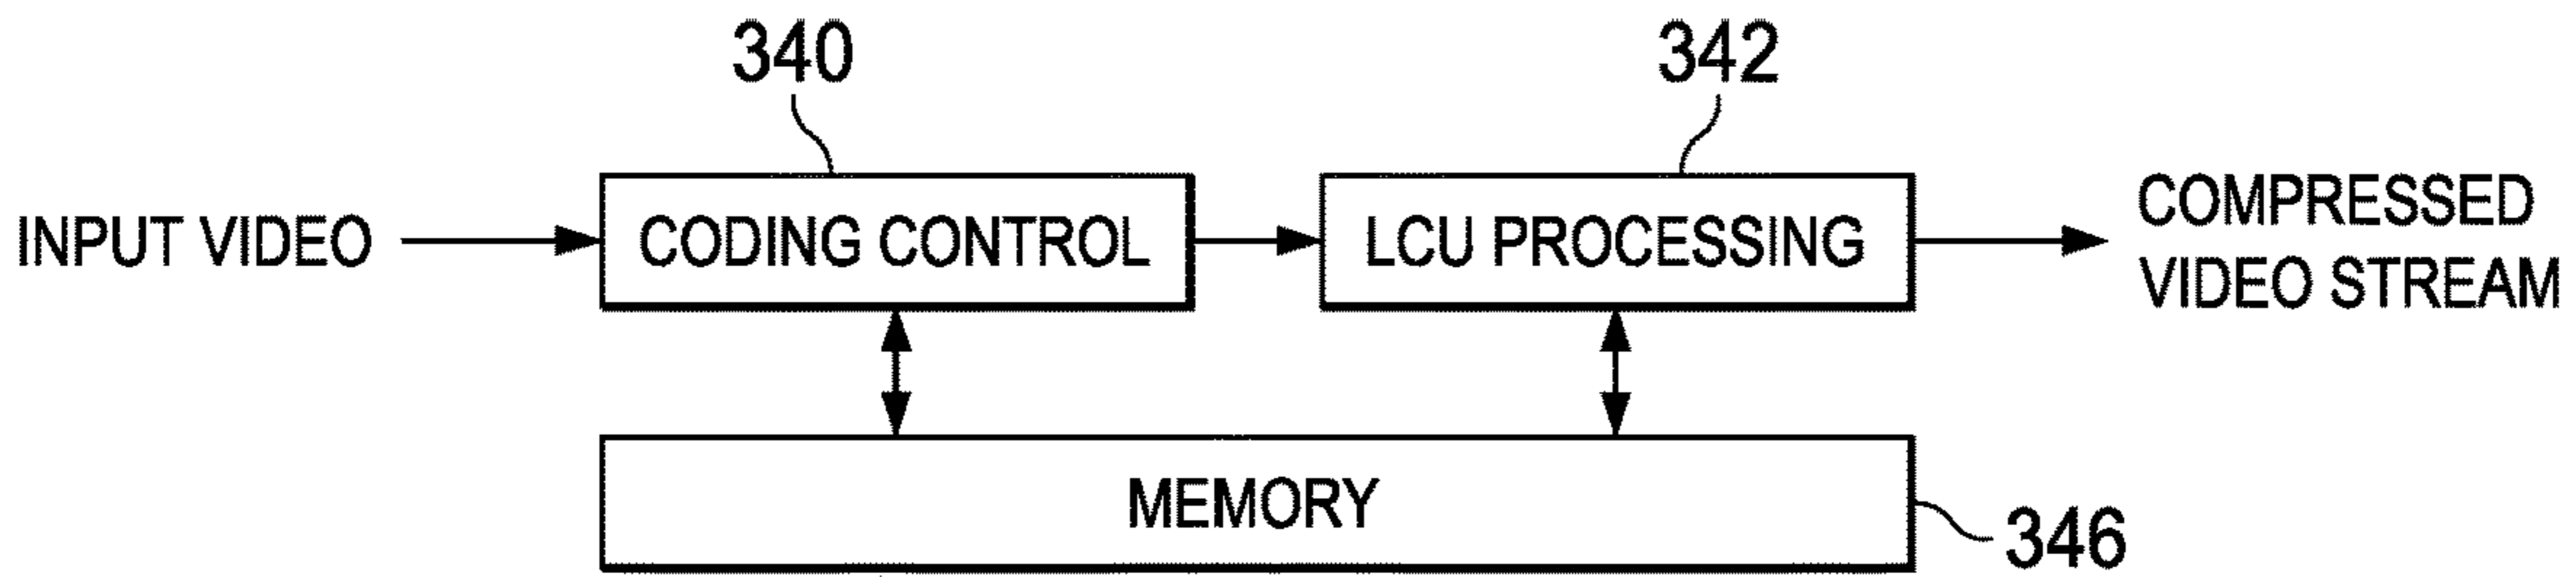 340
342
INPUT VIDEO
CODING CONTROL
LCU PROCESSING
COMPRESSED
VIDEO STREAM
MEMORY
346